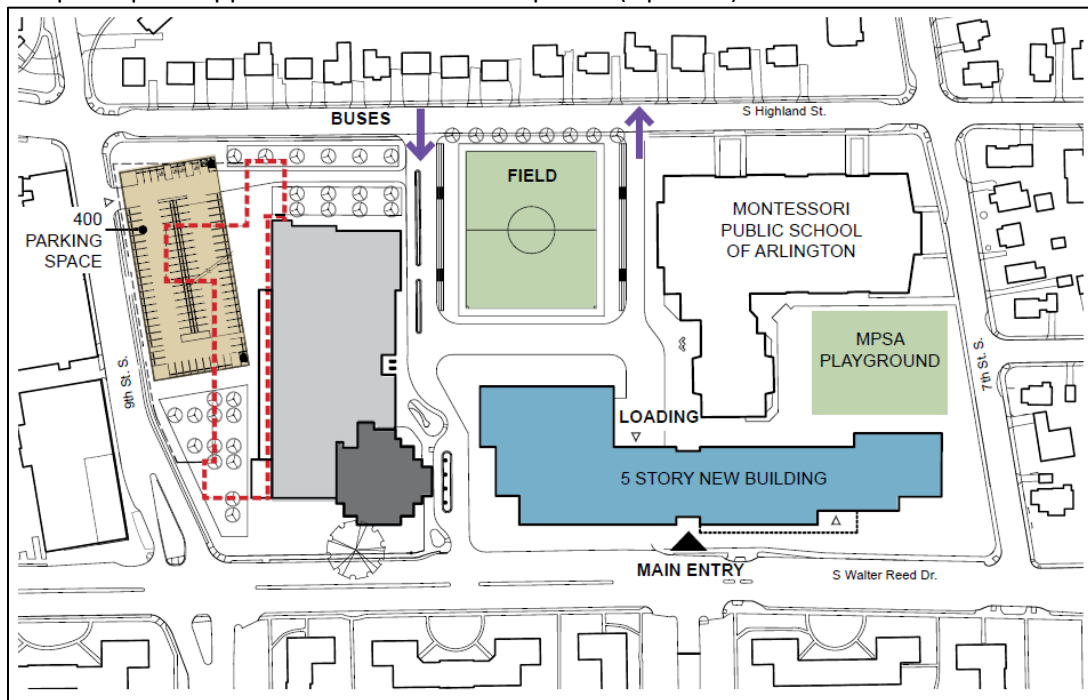 BUSES
S Highland St.
FIELD
400
PARKING
SPACE
MONTESSORI
PUBLIC SCHOOL
OF ARLINGTON
MPSA
PLAYGROUND
9th St. S.
7th St. S.
LOADING
5 STORY NEW BUILDING
MAIN ENTRY
S Walter Reed Dr.